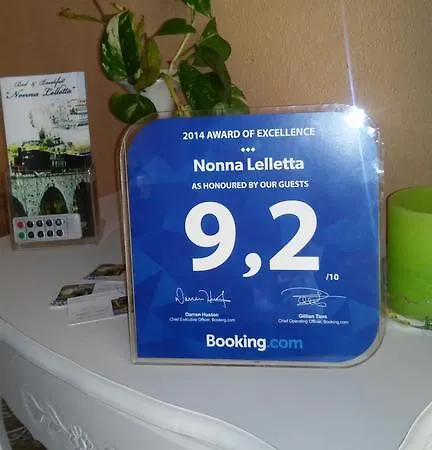 Bed & Breakfast
"Nonna Lelletta"
2014 AWARD OF EXCELLENCE
Nonna Lelletta
AS HONOURED BY OUR GUESTS
9,2
/10
Darren Huston
Chief Executive Officer, Booking.com
Gillian Tans
Chief Operating Officer, Booking.com
Booking.com